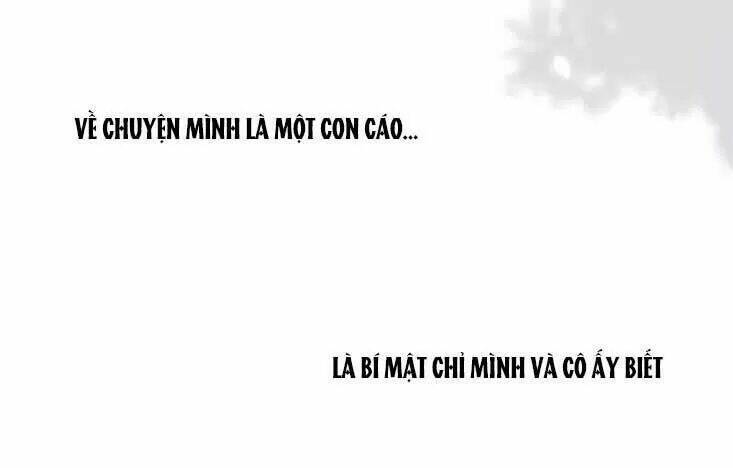 VỀ CHUYỆN MÌNH LÀ MỘT CON CÁO...
LÀ BÍ MẬT CHỈ MÌNH VÀ CÔ ẤY BIẾT